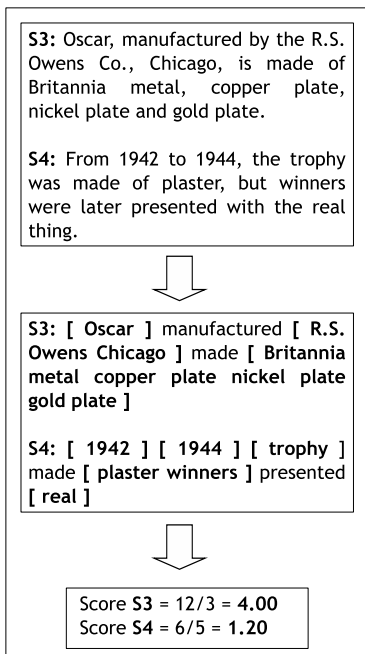 S3: Oscar, manufactured by the R.S.
Owens Co., Chicago, is made of
Britannia metal, copper plate,
nickel plate and gold plate.
S4: From 1942 to 1944, the trophy
was made of plaster, but winners
were later presented with the real
thing.
S3: [ Oscar ] manufactured [ R.S.
Owens Chicago ] made [ Britannia
metal copper plate nickel plate
gold plate ]
S4: [ 1942 ] [ 1944 ] [ trophy ]
made [ plaster winners ] presented
[ real ]
Score S3 = 12/3 = 4.00
Score S4 = 6/5 = 1.20